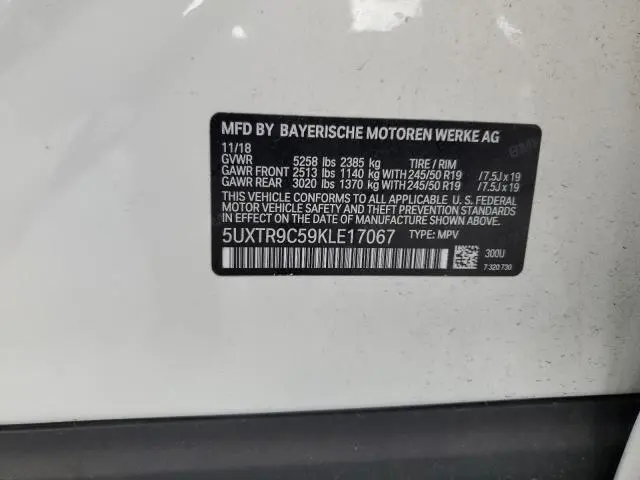 MFD BY BAYERISCHE MOTOREN WERKE AG
11/18
GVWR 5258 lbs 2385 kg TIRE / RIM
GAWR FRONT 2513 lbs 1140 kg WITH 245/50 R19 /7.5J x 19
GAWR REAR 3020 lbs 1370 kg WITH 245/50 R19 /7.5J x 19
THIS VEHICLE CONFORMS TO ALL APPLICABLE U. S. FEDERAL
MOTOR VEHICLE SAFETY, BUMPER, AND THEFT PREVENTION
STANDARDS IN EFFECT ON THE DATE OF MANUFACTURE SHOWN ABOVE.
5UXTR9C59KLE17067 TYPE: MPV
300U
7 320 730